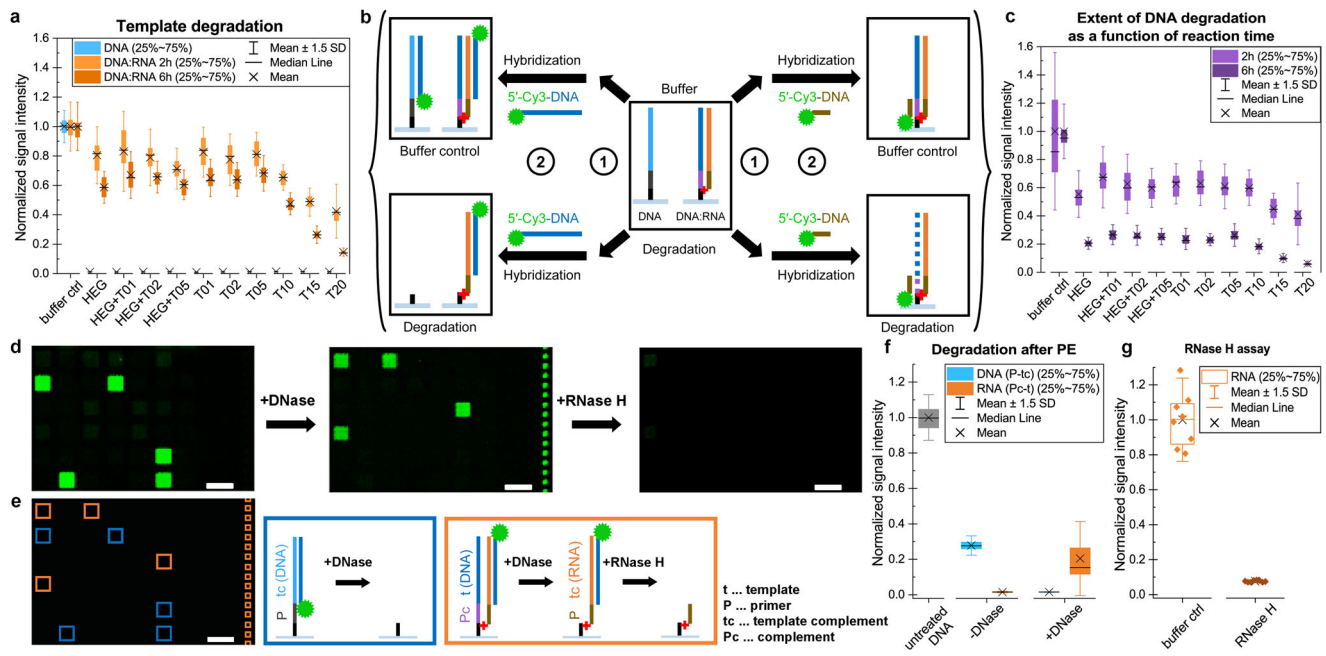 a
Template degradation
DNA (25%~75%)
DNA:RNA 2h (25%~75%)
DNA:RNA 6h (25%~75%)
Mean ± 1.5 SD
Median Line
Mean
Normalized signal intensity
1.6
1.4
1.2
1.0
0.8
0.6
0.4
0.2
0.0
buffer ctrl
HEG
HEG+T01
HEG+T02
HEG+T05
T01
T02
T05
T10
T15
T20
b
Hybridization
5′-Cy3-DNA
Buffer control
2
1
Buffer
DNA
DNA:RNA
Degradation
5′-Cy3-DNA
Hybridization
Degradation
Hybridization
5′-Cy3-DNA
1
2
Buffer control
5′-Cy3-DNA
Hybridization
Degradation
c
Extent of DNA degradation
as a function of reaction time
2h (25%~75%)
6h (25%~75%)
Mean ± 1.5 SD
Median Line
Mean
Normalized signal intensity
1.6
1.4
1.2
1.0
0.8
0.6
0.4
0.2
0.0
buffer ctrl
HEG
HEG+T01
HEG+T02
HEG+T05
T01
T02
T05
T10
T15
T20
d
+DNase
+RNase H
e
P
tc (DNA)
+DNase
Pc
t (DNA)
+DNase
P
tc (RNA)
+RNase H
t ... template
P ... primer
tc ... template complement
Pc ... complement
f
Degradation after PE
DNA (P-tc) (25%~75%)
RNA (Pc-t) (25%~75%)
Mean ± 1.5 SD
Median Line
Mean
Normalized signal intensity
1.2
1.0
0.8
0.6
0.4
0.2
0.0
untreated
DNA
-DNase
+DNase
g
RNase H assay
RNA (25%~75%)
Mean ± 1.5 SD
Median Line
Mean
Normalized signal intensity
1.2
1.0
0.8
0.6
0.4
0.2
0.0
buffer ctrl
RNase H